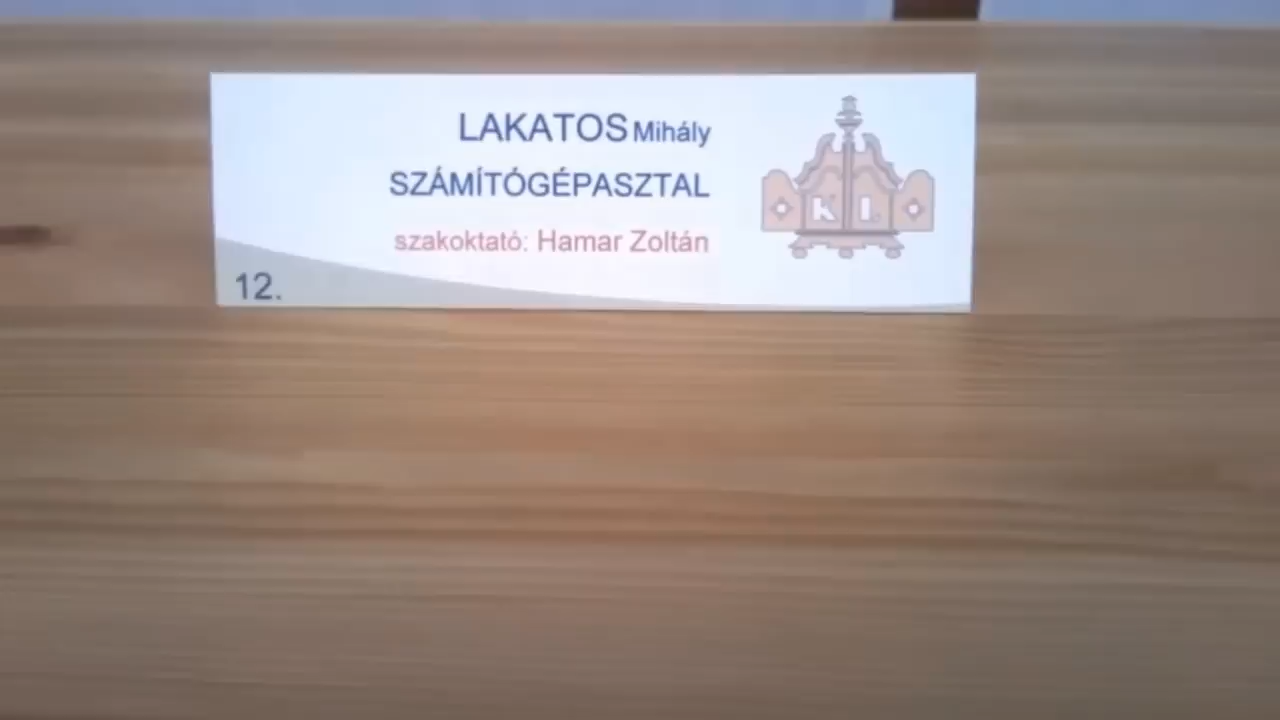 LAKATOS Mihály
SZÁMÍTÓGÉPASZTAL
szakoktató: Hamar Zoltán
12.
K. I.